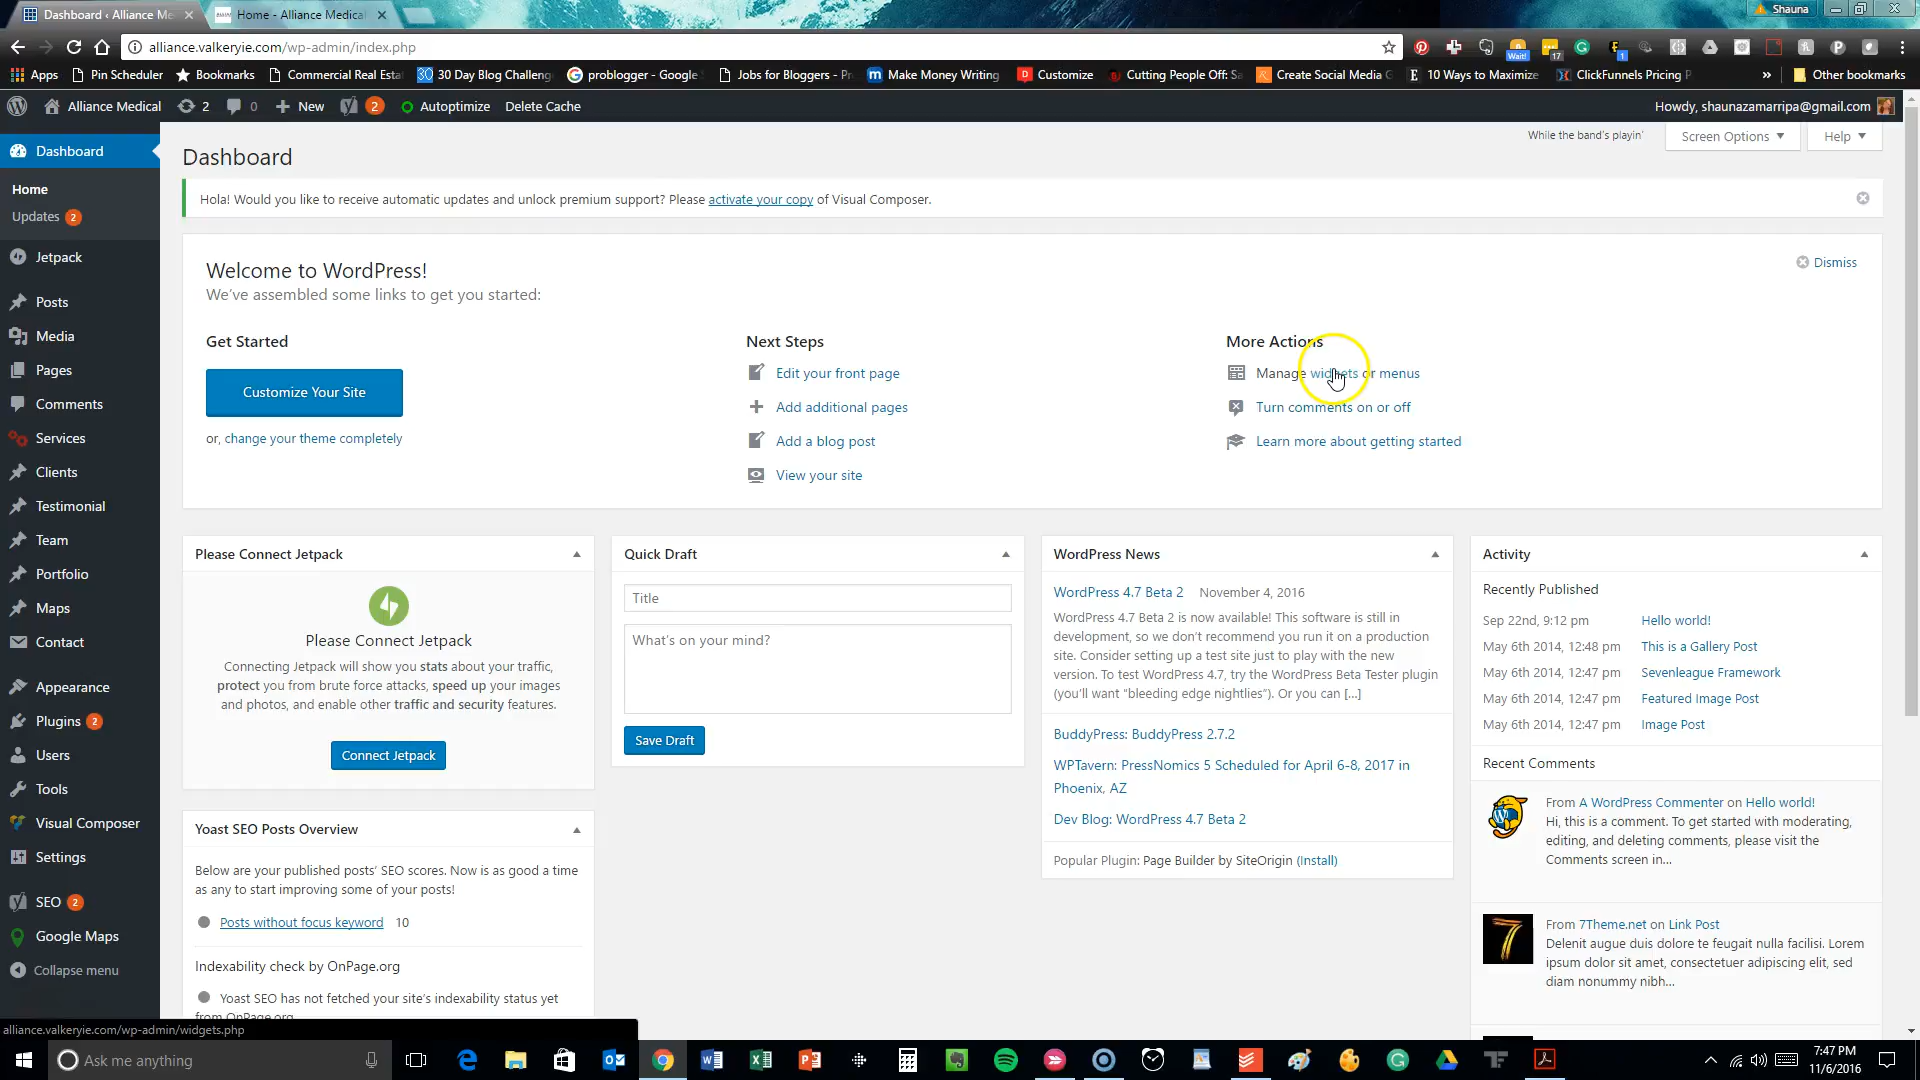 Dashboard ‹ Alliance Me
Home - Alliance Medical
Shauna
alliance.valkeryie.com/wp-admin/index.php
Wait!
17
1
Apps
Pin Scheduler
Bookmarks
Commercial Real Esta
30 Day Blog Challeng
problogger - Google
Jobs for Bloggers - Pr
Make Money Writing
Customize
Cutting People Off: Sa
Create Social Media G
10 Ways to Maximize
ClickFunnels Pricing P
»
Other bookmarks
Alliance Medical
2
0
New
2
Autoptimize
Delete Cache
Howdy, shaunazamarripa@gmail.com
Dashboard
Home
Updates 2
Jetpack
Posts
Media
Pages
Comments
Services
Clients
Testimonial
Team
Portfolio
Maps
Contact
Appearance
Plugins 2
Users
Tools
Visual Composer
Settings
SEO 2
Google Maps
Collapse menu
While the band's playin'
Screen Options
Help
Dashboard
Hola! Would you like to receive automatic updates and unlock premium support? Please activate your copy of Visual Composer.
Welcome to WordPress!
We've assembled some links to get you started:
Dismiss
Get Started
Customize Your Site
or, change your theme completely
Next Steps
Edit your front page
Add additional pages
Add a blog post
View your site
More Actions
Manage widgets or menus
Turn comments on or off
Learn more about getting started
Please Connect Jetpack
Please Connect Jetpack
Connecting Jetpack will show you stats about your traffic,
protect you from brute force attacks, speed up your images
and photos, and enable other traffic and security features.
Connect Jetpack
Yoast SEO Posts Overview
Below are your published posts' SEO scores. Now is as good a time
as any to start improving some of your posts!
Posts without focus keyword 10
Indexability check by OnPage.org
Yoast SEO has not fetched your site's indexability status yet
from OnPage.org
Quick Draft
Title
What's on your mind?
Save Draft
WordPress News
WordPress 4.7 Beta 2 November 4, 2016
WordPress 4.7 Beta 2 is now available! This software is still in
development, so we don't recommend you run it on a production
site. Consider setting up a test site just to play with the new
version. To test WordPress 4.7, try the WordPress Beta Tester plugin
(you'll want "bleeding edge nightlies"). Or you can [...]
BuddyPress: BuddyPress 2.7.2
WPTavern: PressNomics 5 Scheduled for April 6-8, 2017 in
Phoenix, AZ
Dev Blog: WordPress 4.7 Beta 2
Popular Plugin: Page Builder by SiteOrigin (Install)
Activity
Recently Published
Sep 22nd, 9:12 pm Hello world!
May 6th 2014, 12:48 pm This is a Gallery Post
May 6th 2014, 12:47 pm Sevenleague Framework
May 6th 2014, 12:47 pm Featured Image Post
May 6th 2014, 12:47 pm Image Post
Recent Comments
From A WordPress Commenter on Hello world!
Hi, this is a comment. To get started with moderating,
editing, and deleting comments, please visit the
Comments screen in...
7
From 7Theme.net on Link Post
Delenit augue duis dolore te feugait nulla facilisi. Lorem
ipsum dolor sit amet, consectetuer adipiscing elit, sed
diam nonummy nibh...
alliance.valkeryie.com/wp-admin/widgets.php
Ask me anything
7:47 PM
11/6/2016